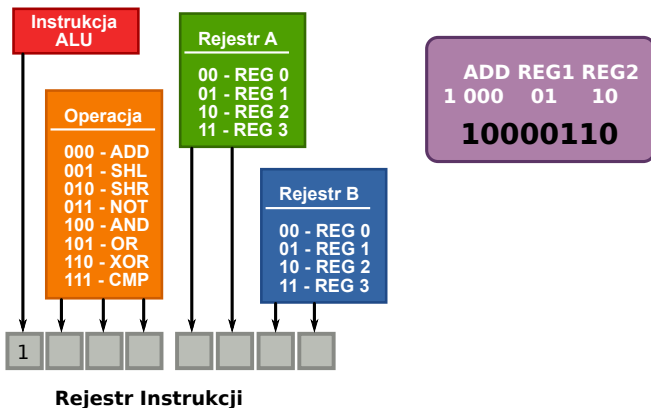 Instrukcja
ALU
Operacja
000 - ADD
001 - SHL
010 - SHR
011 - NOT
100 - AND
101 - OR
110 - XOR
111 - CMP
Rejestr A
00 - REG 0
01 - REG 1
10 - REG 2
11 - REG 3
Rejestr B
00 - REG 0
01 - REG 1
10 - REG 2
11 - REG 3
ADD REG1 REG2
1 000 01 10
10000110
1
Rejestr Instrukcji